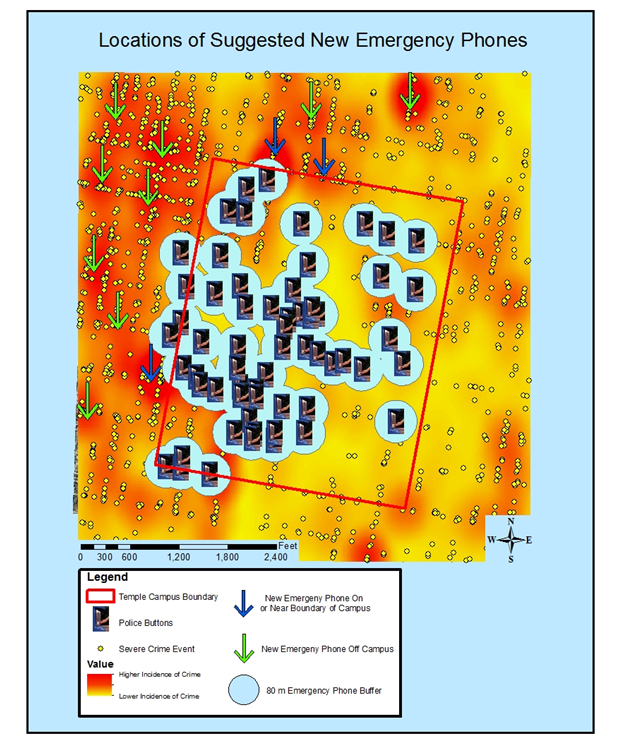 Locations of Suggested New Emergency Phones
N
W E
S
Feet
0 300 600 1,200 1,800 2,400
Legend
Temple Campus Boundary
Police Buttons
Severe Crime Event
Value
Higher Incidence of Crime
Lower Incidence of Crime
New Emergeny Phone On
or Near Boundary of Campus
New Emergeny Phone Off Campus
80 m Emergency Phone Buffer